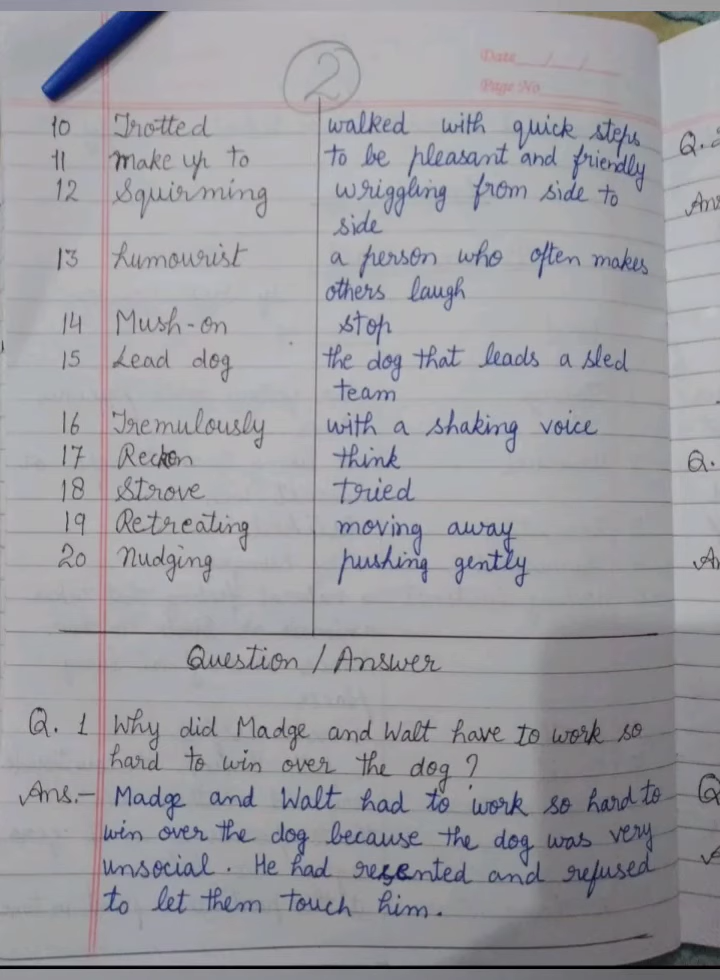 2
Date / / 
Page No
10 Trotted walked with quick steps
11 make up to to be pleasant and friendly
12 Squirming wriggling from side to
side
13 humourist a person who often makes
others laugh
14 Mush-on stop
15 Lead dog the dog that leads a sled
team
16 Tremulously with a shaking voice
17 Reckon think
18 Strove tried
19 Retreating moving away
20 Nudging pushing gently
Question / Answer
Q. 1 Why did Madge and Walt have to work so
hard to win over the dog ?
Ans.- Madge and Walt had to work so hard to
win over the dog because the dog was very
unsocial. He had resented and refused
to let them touch him.
Q.
Ans
Q.
A
Q